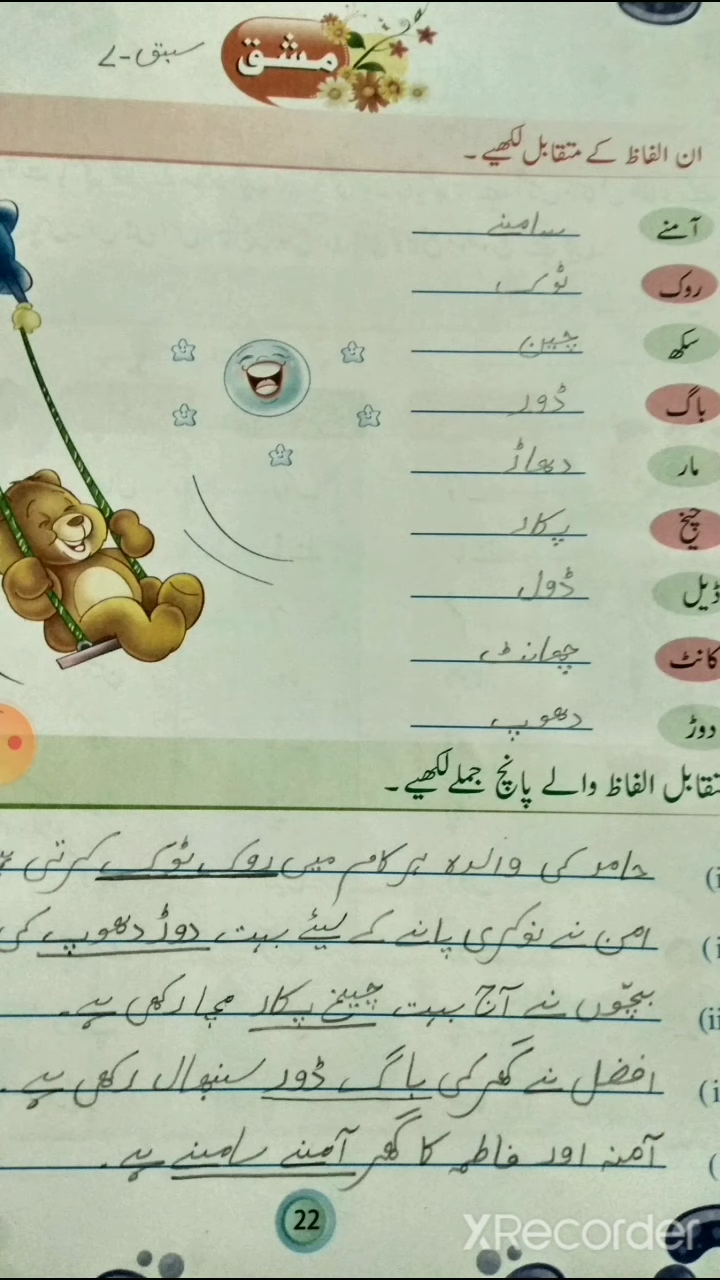 مشق
سبق-7
ان الفاظ کے متقابل لکھیے۔
آمنے سامنے
روک ٹوک
سکھ چین
باگ ڈور
مار دھاڑ
چیخ پکار
ڈیل ڈول
کانٹ چھانٹ
دوڑ دھوپ
متقابل الفاظ والے پانچ جملے لکھیے۔
حامد کی والدہ ہر کام میں روک ٹوک کرتی
امن نے نوکری پانے کے لیئے بہت دوڑ دھوپ کی
بچّوں نے آج بہت چیخ پکار مچا رکھی ہے۔
افضل نے گھر کی باگ ڈور سنبھال رکھی ہے۔
آمنہ اور فاطمہ کا گھر آمنے سامنے ہے۔
22
XRecorder